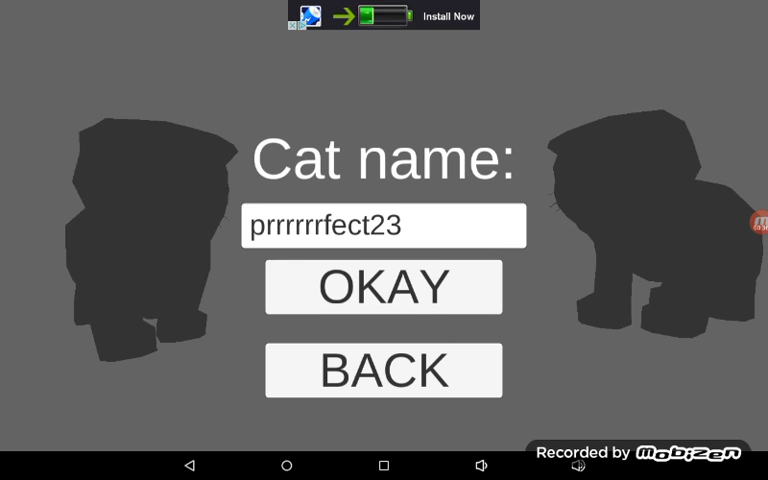 Install Now
Cat name:
prrrrrrfect23
OKAY
BACK
Recorded by mobizen